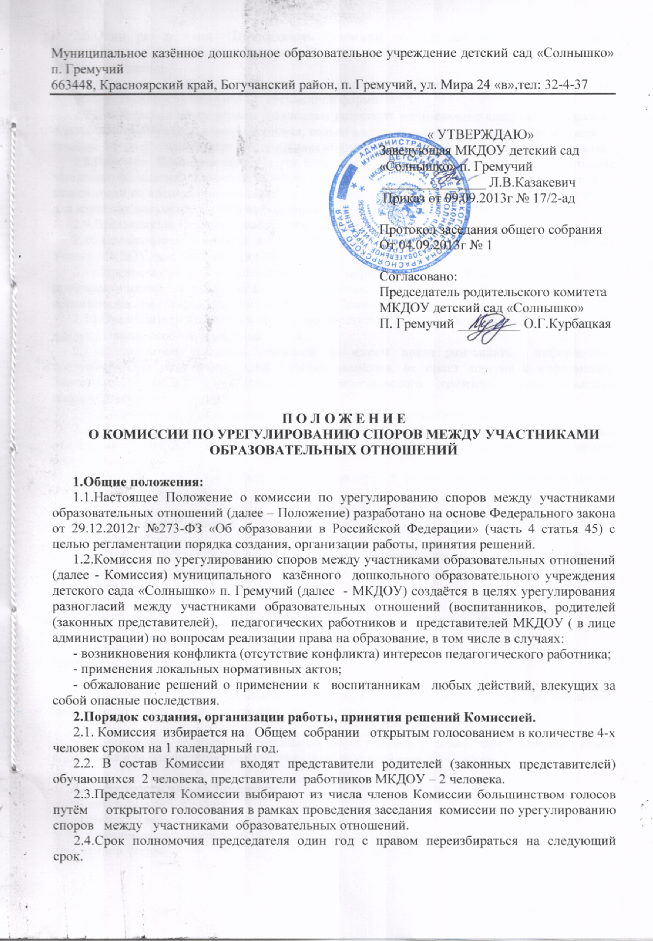 Муниципальное казённое дошкольное образовательное учреждение детский сад «Солнышко»
п. Гремучий
663448, Красноярский край, Богучанский район, п. Гремучий, ул. Мира 24 «в»,тел: 32-4-37
« УТВЕРЖДАЮ»
Заведующая МКДОУ детский сад
«Солнышко» п. Гремучий
Л.В.Казакевич
Приказ от 09.09.2013г № 17/2-ад
Протокол заседания общего собрания
От 04.09.2013г № 1
Согласовано:
Председатель родительского комитета
МКДОУ детский сад «Солнышко»
П. Гремучий __________ О.Г.Курбацкая
П О Л О Ж Е Н И Е
О КОМИССИИ ПО УРЕГУЛИРОВАНИЮ СПОРОВ МЕЖДУ УЧАСТНИКАМИ
ОБРАЗОВАТЕЛЬНЫХ ОТНОШЕНИЙ
1.Общие положения:
1.1.Настоящее Положение о комиссии по урегулированию споров между участниками
образовательных отношений (далее – Положение) разработано на основе Федерального закона
от 29.12.2012г №273-ФЗ «Об образовании в Российской Федерации» (часть 4 статья 45) с
целью регламентации порядка создания, организации работы, принятия решений.
1.2.Комиссия по урегулированию споров между участниками образовательных отношений
(далее - Комиссия) муниципального казённого дошкольного образовательного учреждения
детского сада «Солнышко» п. Гремучий (далее - МКДОУ) создаётся в целях урегулирования
разногласий между участниками образовательных отношений (воспитанников, родителей
(законных представителей), педагогических работников и представителей МКДОУ ( в лице
администрации) по вопросам реализации права на образование, в том числе в случаях:
- возникновения конфликта (отсутствие конфликта) интересов педагогического работника;
- применения локальных нормативных актов;
- обжалование решений о применении к воспитанникам любых действий, влекущих за
собой опасные последствия.
2.Порядок создания, организации работы, принятия решений Комиссией.
2.1. Комиссия избирается на Общем собрании открытым голосованием в количестве 4-х
человек сроком на 1 календарный год.
2.2. В состав Комиссии входят представители родителей (законных представителей)
обучающихся 2 человека, представители работников МКДОУ – 2 человека.
2.3.Председателя Комиссии выбирают из числа членов Комиссии большинством голосов
путём открытого голосования в рамках проведения заседания комиссии по урегулированию
споров между участниками образовательных отношений.
2.4.Срок полномочия председателя один год с правом переизбираться на следующий
срок.